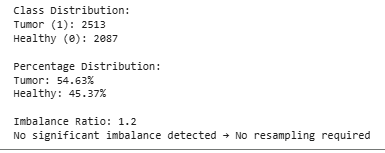 Class Distribution:
Tumor (1): 2513
Healthy (0): 2087
Percentage Distribution:
Tumor: 54.63%
Healthy: 45.37%
Imbalance Ratio: 1.2
No significant imbalance detected → No resampling required